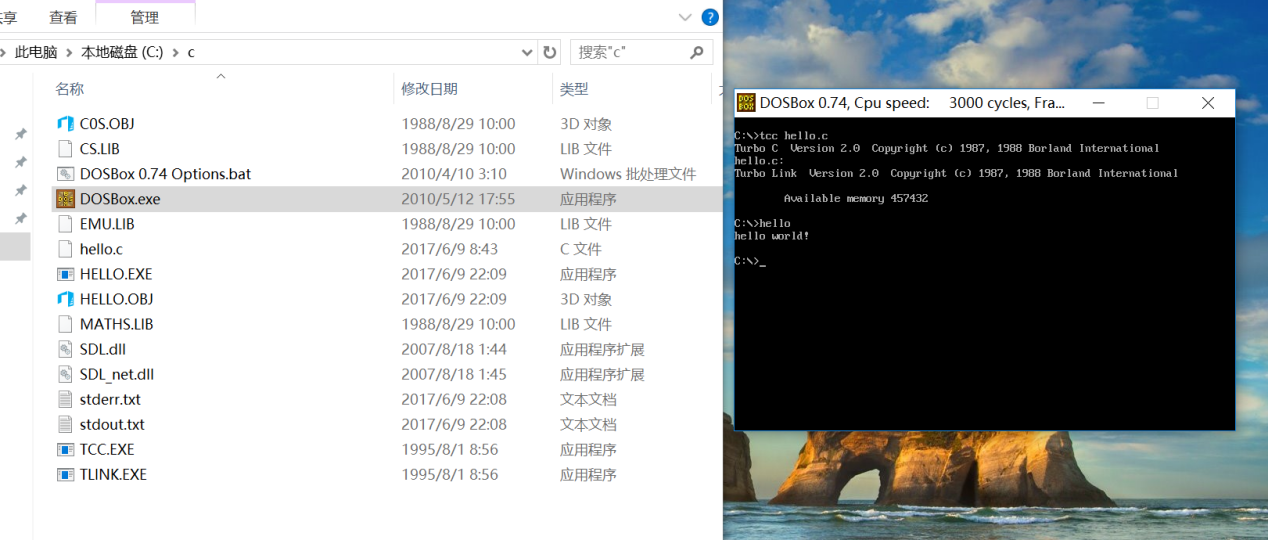 享 查看 管理
此电脑 本地磁盘 (C:) c 搜索"c"
名称 修改日期 类型
C0S.OBJ 1988/8/29 10:00 3D 对象
CS.LIB 1988/8/29 10:00 LIB 文件
DOSBox 0.74 Options.bat 2010/4/10 3:10 Windows 批处理文件
DOSBox.exe 2010/5/12 17:55 应用程序
EMU.LIB 1988/8/29 10:00 LIB 文件
hello.c 2017/6/9 8:43 C 文件
HELLO.EXE 2017/6/9 22:09 应用程序
HELLO.OBJ 2017/6/9 22:09 3D 对象
MATHS.LIB 1988/8/29 10:00 LIB 文件
SDL.dll 2007/8/18 1:44 应用程序扩展
SDL_net.dll 2007/8/18 1:45 应用程序扩展
stderr.txt 2017/6/9 22:08 文本文档
stdout.txt 2017/6/9 22:08 文本文档
TCC.EXE 1995/8/1 8:56 应用程序
TLINK.EXE 1995/8/1 8:56 应用程序
DOSBox 0.74, Cpu speed: 3000 cycles, Fra...
C:\>tcc hello.c
Turbo C Version 2.0 Copyright (c) 1987, 1988 Borland International
hello.c:
Turbo Link Version 2.0 Copyright (c) 1987, 1988 Borland International
Available memory 457432
C:\>hello
hello world!
C:\>_